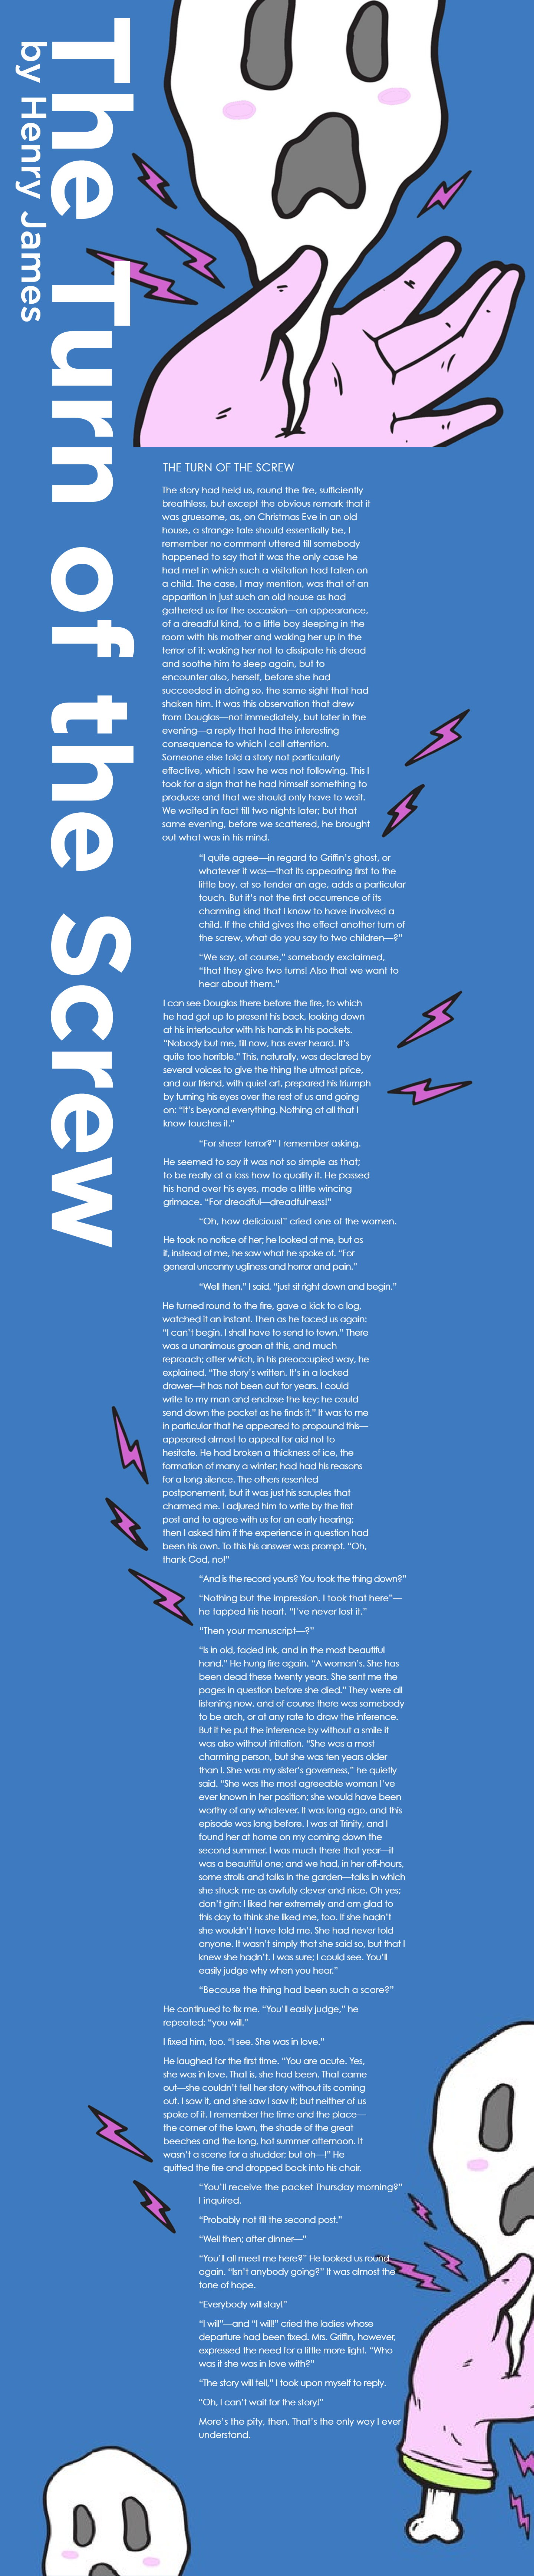 The Turn of the Screw
by Henry James
THE TURN OF THE SCREW
The story had held us, round the fire, sufficiently
breathless, but except the obvious remark that it
was gruesome, as, on Christmas Eve in an old
house, a strange tale should essentially be, I
remember no comment uttered till somebody
happened to say that it was the only case he
had met in which such a visitation had fallen on
a child. The case, I may mention, was that of an
apparition in just such an old house as had
gathered us for the occasion—an appearance,
of a dreadful kind, to a little boy sleeping in the
room with his mother and waking her up in the
terror of it; waking her not to dissipate his dread
and soothe him to sleep again, but to
encounter also, herself, before she had
succeeded in doing so, the same sight that had
shaken him. It was this observation that drew
from Douglas—not immediately, but later in the
evening—a reply that had the interesting
consequence to which I call attention.
Someone else told a story not particularly
effective, which I saw he was not following. This I
took for a sign that he had himself something to
produce and that we should only have to wait.
We waited in fact till two nights later; but that
same evening, before we scattered, he brought
out what was in his mind.
“I quite agree—in regard to Griffin’s ghost, or
whatever it was—that its appearing first to the
little boy, at so tender an age, adds a particular
touch. But it’s not the first occurrence of its
charming kind that I know to have involved a
child. If the child gives the effect another turn of
the screw, what do you say to two children—?”
“We say, of course,” somebody exclaimed,
“that they give two turns! Also that we want to
hear about them.”
I can see Douglas there before the fire, to which
he had got up to present his back, looking down
at his interlocutor with his hands in his pockets.
“Nobody but me, till now, has ever heard. It’s
quite too horrible.” This, naturally, was declared by
several voices to give the thing the utmost price,
and our friend, with quiet art, prepared his triumph
by turning his eyes over the rest of us and going
on: “It’s beyond everything. Nothing at all that I
know touches it.”
“For sheer terror?” I remember asking.
He seemed to say it was not so simple as that;
to be really at a loss how to qualify it. He passed
his hand over his eyes, made a little wincing
grimace. “For dreadful—dreadfulness!”
“Oh, how delicious!” cried one of the women.
He took no notice of her; he looked at me, but as
if, instead of me, he saw what he spoke of. “For
general uncanny ugliness and horror and pain.”
“Well then,” I said, “just sit right down and begin.”
He turned round to the fire, gave a kick to a log,
watched it an instant. Then as he faced us again:
“I can’t begin. I shall have to send to town.” There
was a unanimous groan at this, and much
reproach; after which, in his preoccupied way, he
explained. “The story’s written. It’s in a locked
drawer—it has not been out for years. I could
write to my man and enclose the key; he could
send down the packet as he finds it.” It was to me
in particular that he appeared to propound this—
appeared almost to appeal for aid not to
hesitate. He had broken a thickness of ice, the
formation of many a winter; had had his reasons
for a long silence. The others resented
postponement, but it was just his scruples that
charmed me. I adjured him to write by the first
post and to agree with us for an early hearing;
then I asked him if the experience in question had
been his own. To this his answer was prompt. “Oh,
thank God, no!”
“And is the record yours? You took the thing down?”
“Nothing but the impression. I took that here”—
he tapped his heart. “I’ve never lost it.”
“Then your manuscript—?”
“Is in old, faded ink, and in the most beautiful
hand.” He hung fire again. “A woman’s. She has
been dead these twenty years. She sent me the
pages in question before she died.” They were all
listening now, and of course there was somebody
to be arch, or at any rate to draw the inference.
But if he put the inference by without a smile it
was also without irritation. “She was a most
charming person, but she was ten years older
than I. She was my sister’s governess,” he quietly
said. “She was the most agreeable woman I’ve
ever known in her position; she would have been
worthy of any whatever. It was long ago, and this
episode was long before. I was at Trinity, and I
found her at home on my coming down the
second summer. I was much there that year—it
was a beautiful one; and we had, in her off-hours,
some strolls and talks in the garden—talks in which
she struck me as awfully clever and nice. Oh yes;
don’t grin: I liked her extremely and am glad to
this day to think she liked me, too. If she hadn’t
she wouldn’t have told me. She had never told
anyone. It wasn’t simply that she said so, but that I
knew she hadn’t. I was sure; I could see. You’ll
easily judge why when you hear.”
“Because the thing had been such a scare?”
He continued to fix me. “You’ll easily judge,” he
repeated: “you will.”
I fixed him, too. “I see. She was in love.”
He laughed for the first time. “You are acute. Yes,
she was in love. That is, she had been. That came
out—she couldn’t tell her story without its coming
out. I saw it, and she saw I saw it; but neither of us
spoke of it. I remember the time and the place—
the corner of the lawn, the shade of the great
beeches and the long, hot summer afternoon. It
wasn’t a scene for a shudder; but oh—!” He
quitted the fire and dropped back into his chair.
“You’ll receive the packet Thursday morning?”
I inquired.
“Probably not till the second post.”
“Well then; after dinner—”
“You’ll all meet me here?” He looked us round
again. “Isn’t anybody going?” It was almost the
tone of hope.
“Everybody will stay!”
“I will”—and “I will!” cried the ladies whose
departure had been fixed. Mrs. Griffin, however,
expressed the need for a little more light. “Who
was it she was in love with?”
“The story will tell,” I took upon myself to reply.
“Oh, I can’t wait for the story!”
More’s the pity, then. That’s the only way I ever
understand.